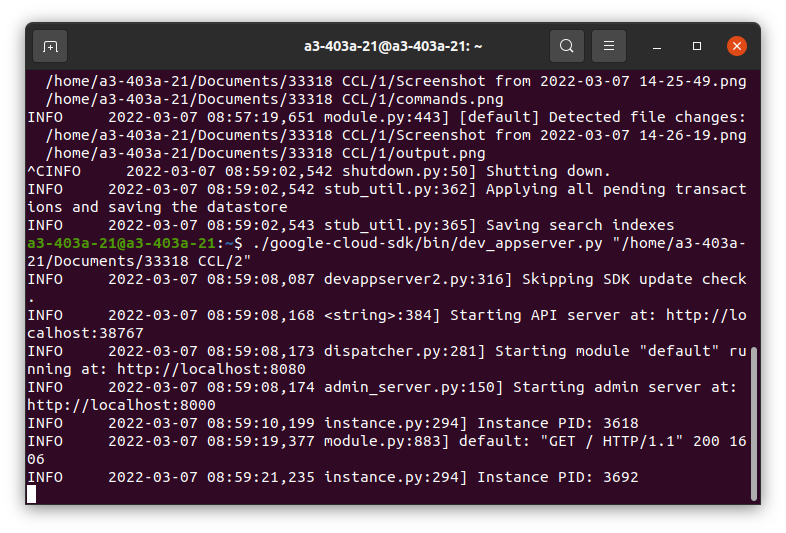 a3-403a-21@a3-403a-21: ~
/home/a3-403a-21/Documents/33318 CCL/1/Screenshot from 2022-03-07 14-25-49.png
/home/a3-403a-21/Documents/33318 CCL/1/commands.png
INFO     2022-03-07 08:57:19,651 module.py:443] [default] Detected file changes:
/home/a3-403a-21/Documents/33318 CCL/1/Screenshot from 2022-03-07 14-26-19.png
/home/a3-403a-21/Documents/33318 CCL/1/output.png
^CINFO     2022-03-07 08:59:02,542 shutdown.py:50] Shutting down.
INFO     2022-03-07 08:59:02,542 stub_util.py:362] Applying all pending transact
ions and saving the datastore
INFO     2022-03-07 08:59:02,543 stub_util.py:365] Saving search indexes
a3-403a-21@a3-403a-21:~$ ./google-cloud-sdk/bin/dev_appserver.py "/home/a3-403a-
21/Documents/33318 CCL/2"
INFO     2022-03-07 08:59:08,087 devappserver2.py:316] Skipping SDK update check
.
INFO     2022-03-07 08:59:08,168 <string>:384] Starting API server at: http://lo
calhost:38767
INFO     2022-03-07 08:59:08,173 dispatcher.py:281] Starting module "default" ru
nning at: http://localhost:8080
INFO     2022-03-07 08:59:08,174 admin_server.py:150] Starting admin server at:
http://localhost:8000
INFO     2022-03-07 08:59:10,199 instance.py:294] Instance PID: 3618
INFO     2022-03-07 08:59:19,377 module.py:883] default: "GET / HTTP/1.1" 200 16
06
INFO     2022-03-07 08:59:21,235 instance.py:294] Instance PID: 3692